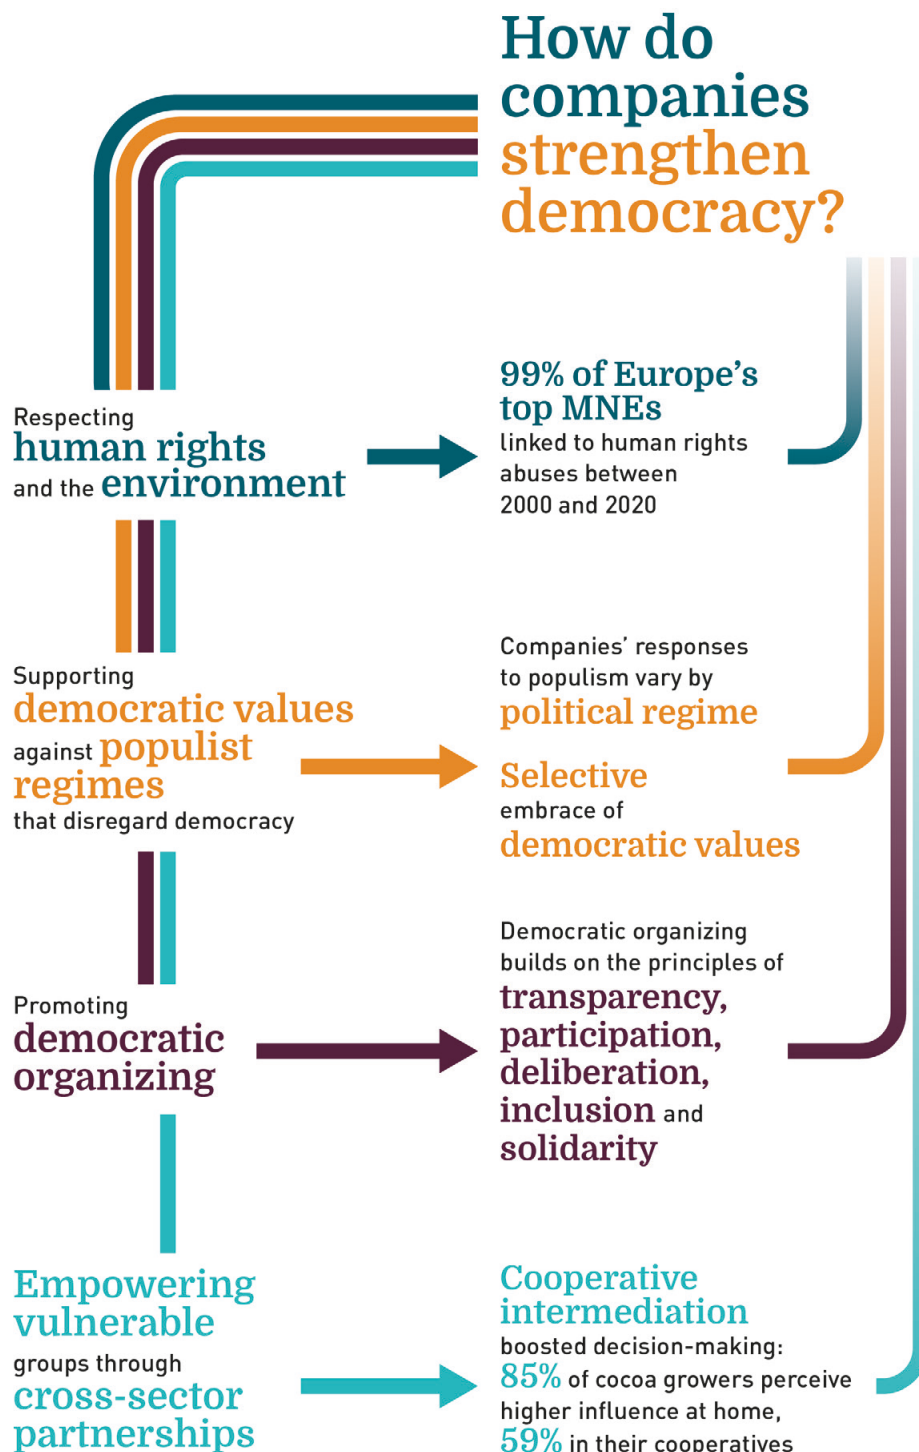 How do
companies
strengthen
democracy?
Respecting
human rights
and the environment
99% of Europe's
top MNEs
linked to human rights
abuses between
2000 and 2020
Supporting
democratic values
against populist
regimes
that disregard democracy
Companies' responses
to populism vary by
political regime
Selective
embrace of
democratic values
Promoting
democratic
organizing
Democratic organizing
builds on the principles of
transparency,
participation,
deliberation,
inclusion and
solidarity
Empowering
vulnerable
groups through
cross-sector
partnerships
Cooperative
intermediation
boosted decision-making:
85% of cocoa growers perceive
higher influence at home,
59% in their cooperatives